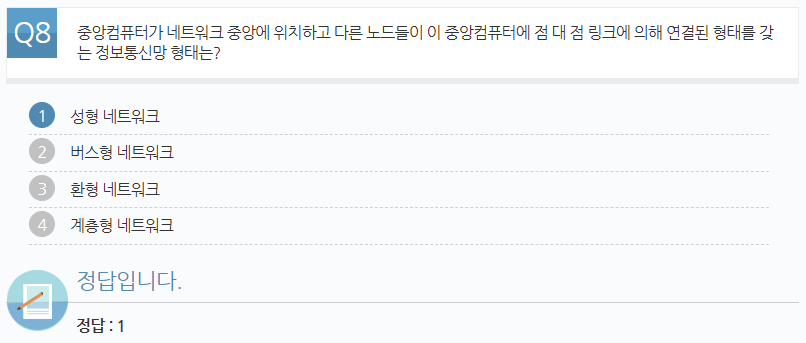 Q8
중앙컴퓨터가 네트워크 중앙에 위치하고 다른 노드들이 이 중앙컴퓨터에 점 대 점 링크에 의해 연결된 형태를 갖
는 정보통신망 형태는?
1 성형 네트워크
2 버스형 네트워크
3 환형 네트워크
4 계층형 네트워크
정답입니다.
정답 : 1